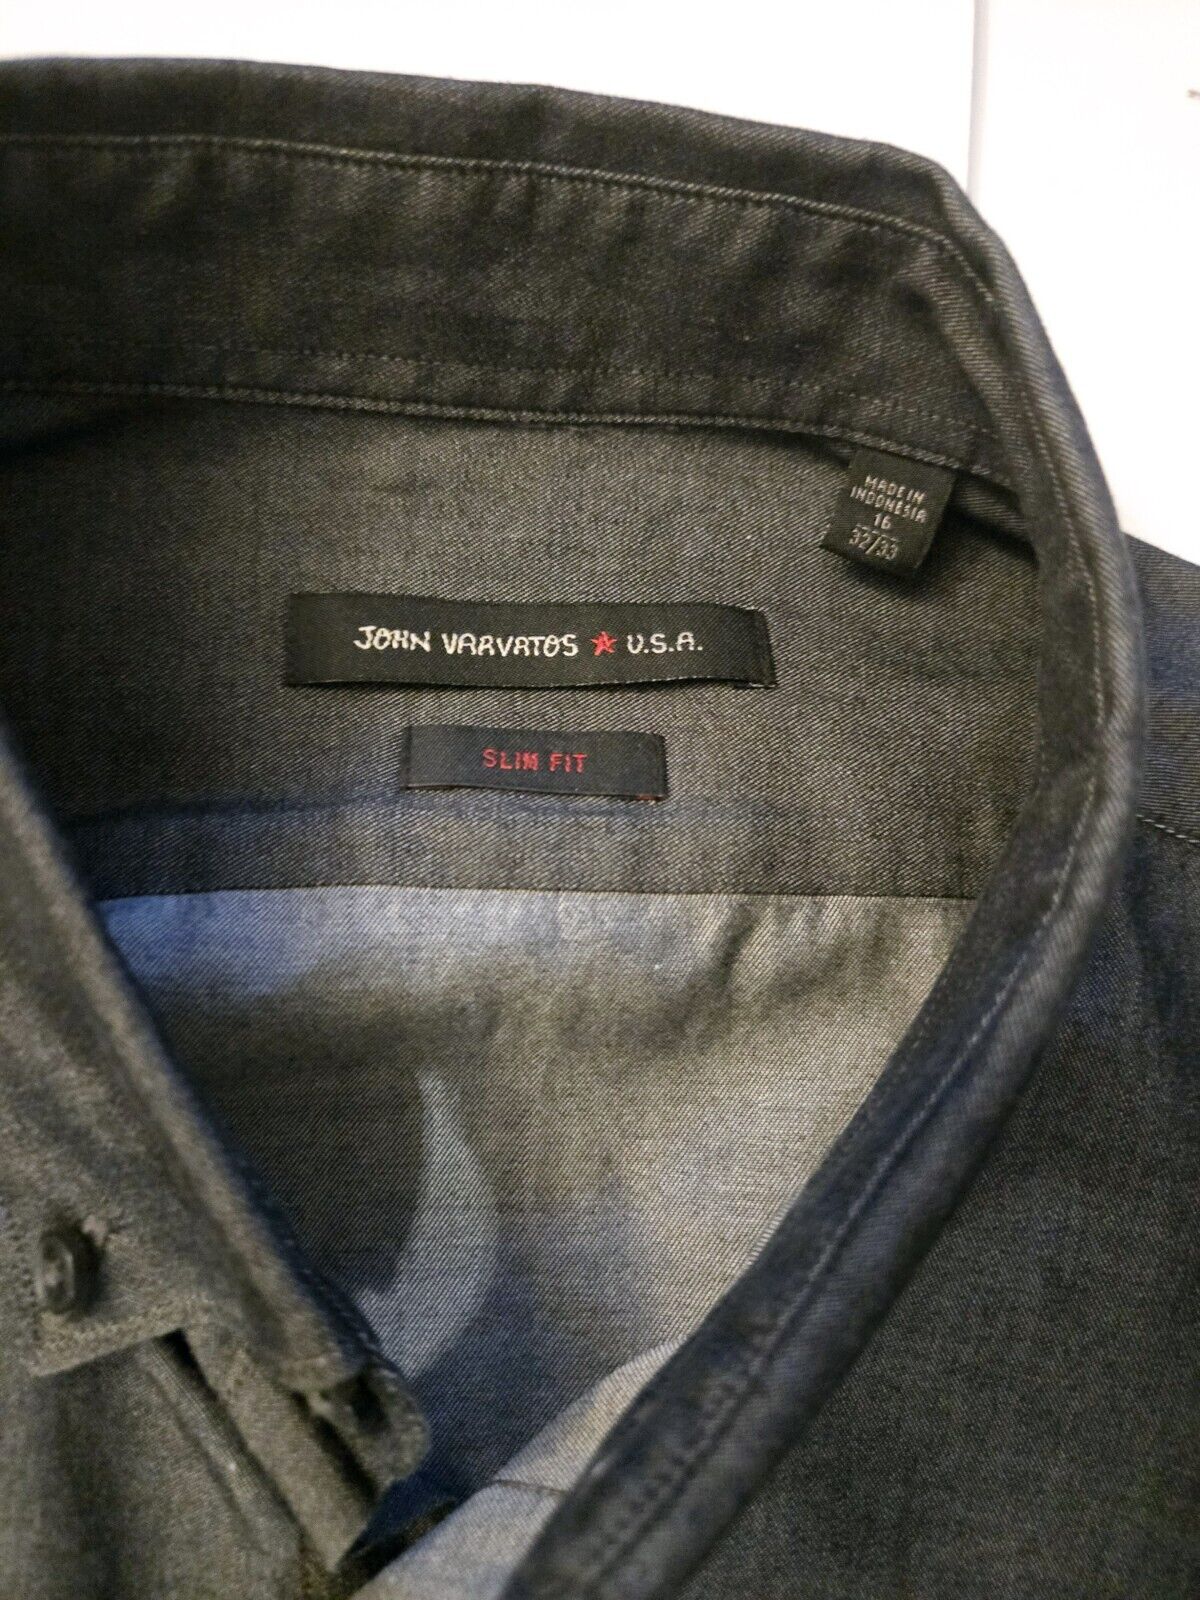 MADE IN
INDONESIA
16
32/33
JOHN VARVATOS ★ U.S.A.
SLIM FIT